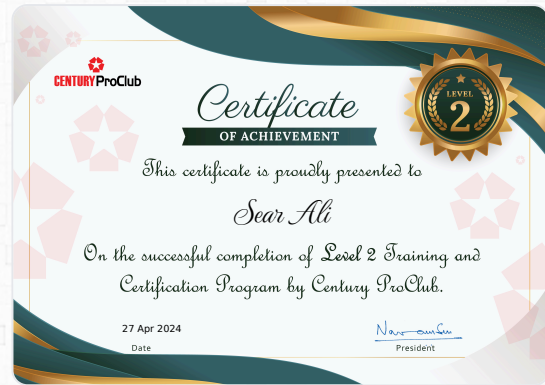 CENTURY ProClub
Certificate
OF ACHIEVEMENT
LEVEL
2
This certificate is proudly presented to
Sear Ali
On the successful completion of Level 2 Training and
Certification Program by Century ProClub.
27 Apr 2024
Date
President